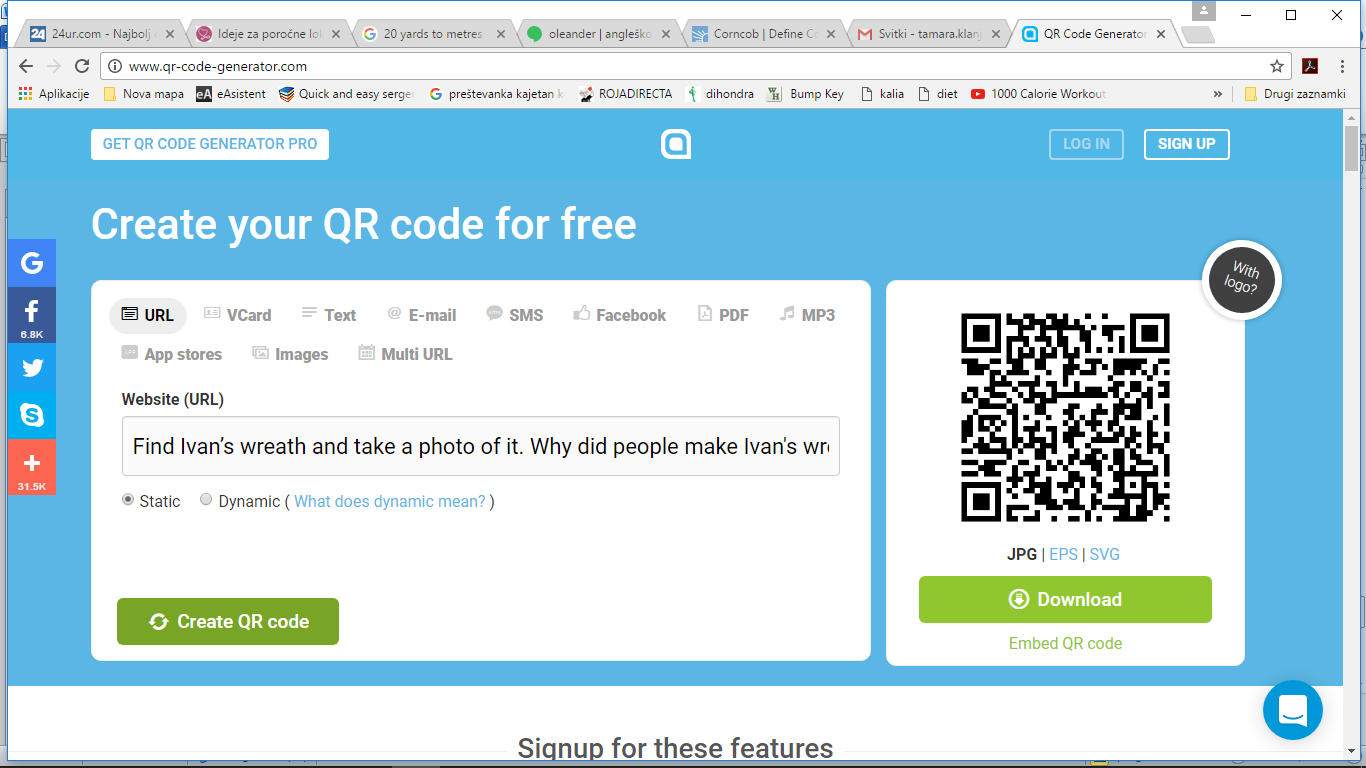 24ur.com - Najbolj
Ideje za poročne lol
20 yards to metres
oleander | angleško
Corncob | Define Co
Svitki - tamara.klanj
QR Code Generator
www.qr-code-generator.com
Aplikacije
Nova mapa
eA eAsistent
Quick and easy serge
preštevanka kajetan k
ROJADIRECTA
dihondra
Bump Key
kalia
diet
1000 Calorie Workout
»
Drugi zaznamki
GET QR CODE GENERATOR PRO
LOG IN
SIGN UP
Create your QR code for free
With
logo?
6.8K
31.5K
URL
VCard
Text
E-mail
SMS
Facebook
PDF
MP3
App stores
Images
Multi URL
Website (URL)
Find Ivan’s wreath and take a photo of it. Why did people make Ivan's wre
Static
Dynamic ( What does dynamic mean? )
Create QR code
JPG | EPS | SVG
Download
Embed QR code
Signup for these features